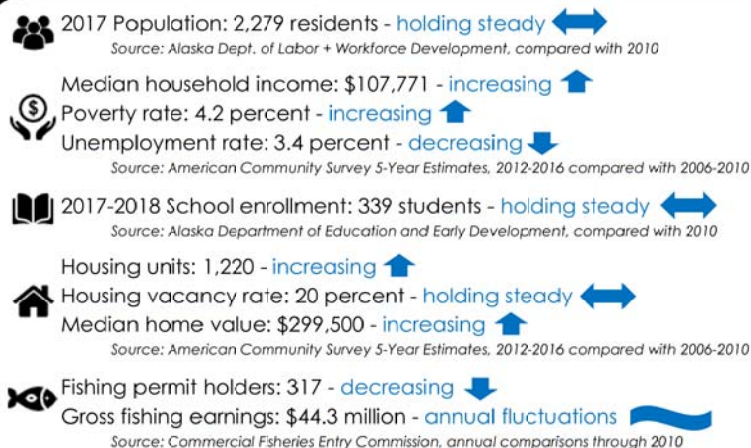 2017 Population: 2,279 residents - holding steady
Source: Alaska Dept. of Labor + Workforce Development, compared with 2010
Median household income: $107,771 - increasing
Poverty rate: 4.2 percent - increasing
Unemployment rate: 3.4 percent - decreasing
Source: American Community Survey 5-Year Estimates, 2012-2016 compared with 2006-2010
2017-2018 School enrollment: 339 students - holding steady
Source: Alaska Department of Education and Early Development, compared with 2010
Housing units: 1,220 - increasing
Housing vacancy rate: 20 percent - holding steady
Median home value: $299,500 - increasing
Source: American Community Survey 5-Year Estimates, 2012-2016 compared with 2006-2010
Fishing permit holders: 317 - decreasing
Gross fishing earnings: $44.3 million - annual fluctuations
Source: Commercial Fisheries Entry Commission, annual comparisons through 2010